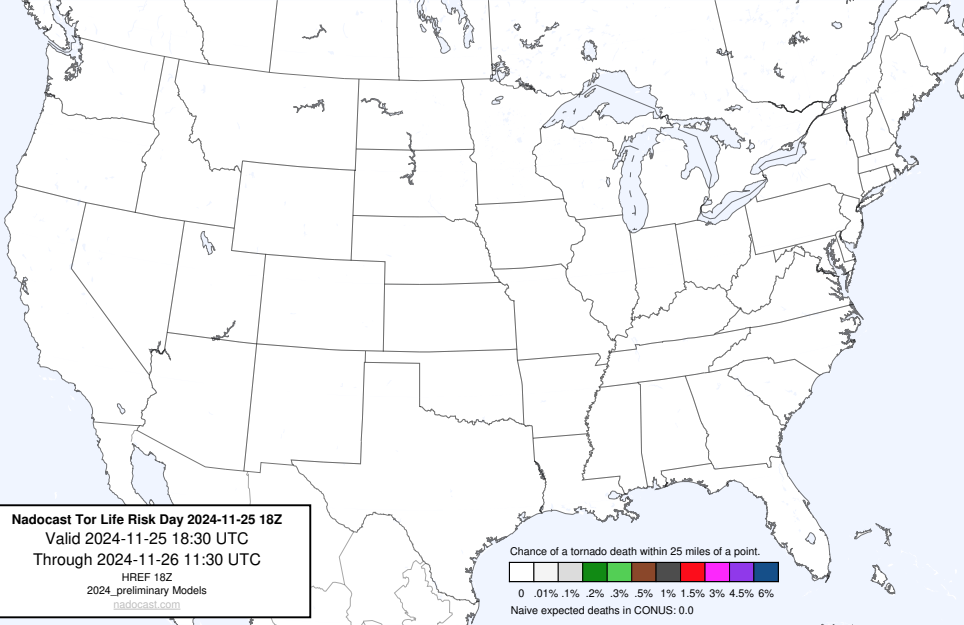 Nadocast Tor Life Risk Day 2024-11-25 18Z
Valid 2024-11-25 18:30 UTC
Through 2024-11-26 11:30 UTC
HREF 18Z
2024_preliminary Models
nadocast.com
Chance of a tornado death within 25 miles of a point.
0 .01% .1% .2% .3% .5% 1% 1.5% 3% 4.5% 6%
Naive expected deaths in CONUS: 0.0